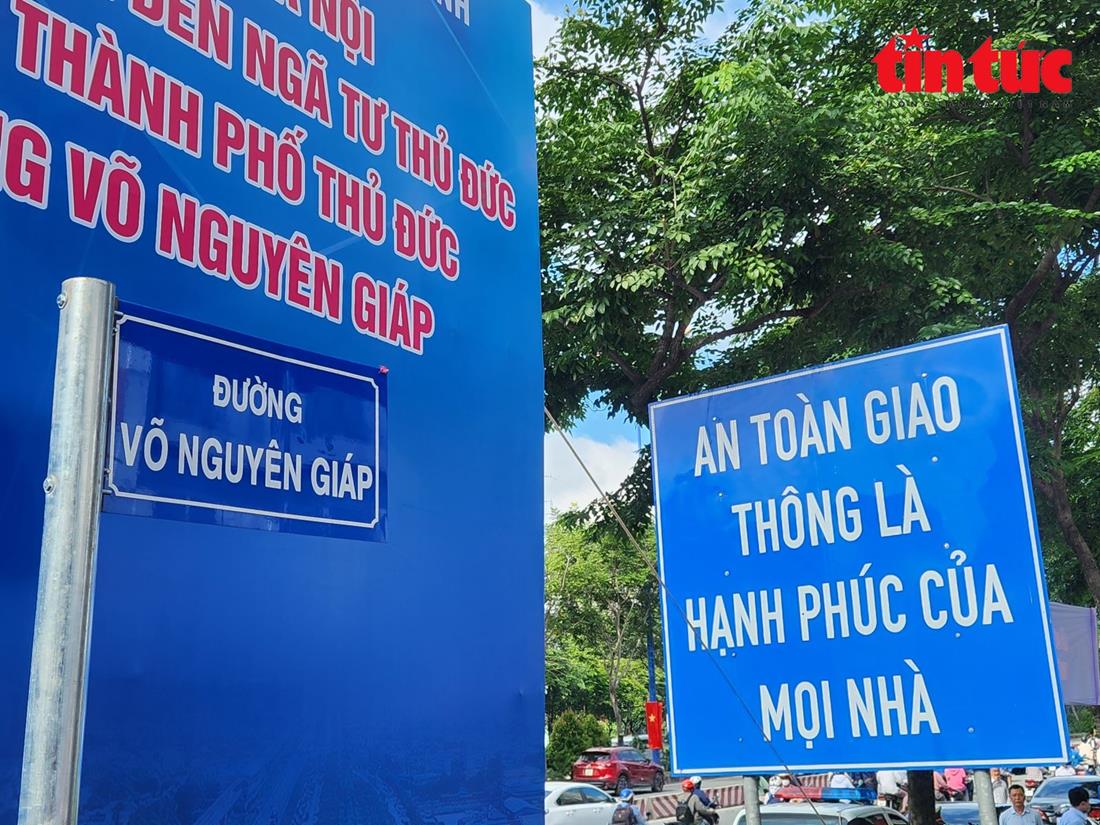 NỘI
ĐẾN NGÃ TƯ THỦ ĐỨC
THÀNH PHỐ THỦ ĐỨC
VÕ NGUYÊN GIÁP
ĐƯỜNG
VÕ NGUYÊN GIÁP
tin tức
AN TOÀN GIAO
THÔNG LÀ
HẠNH PHÚC CỦA
MỌI NHÀ